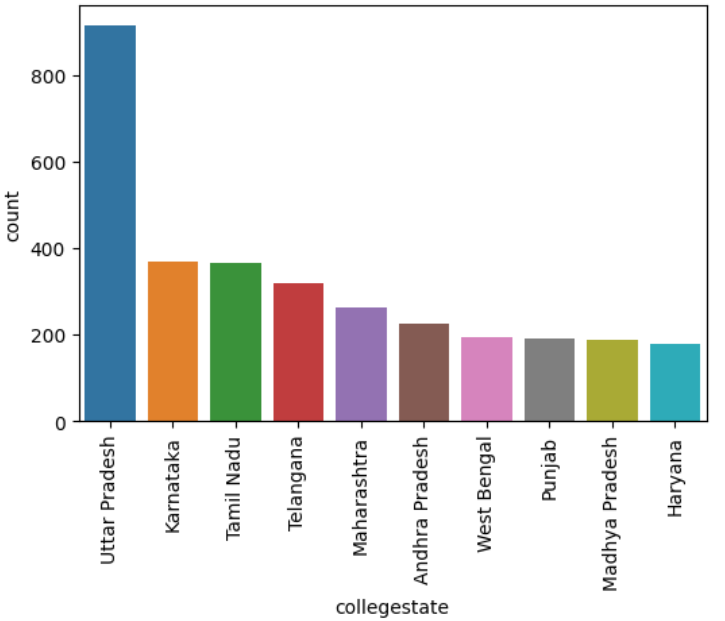 800
600
400
200
0
count
Uttar Pradesh
Karnataka
Tamil Nadu
Telangana
Maharashtra
Andhra Pradesh
West Bengal
Punjab
Madhya Pradesh
Haryana
collegestate